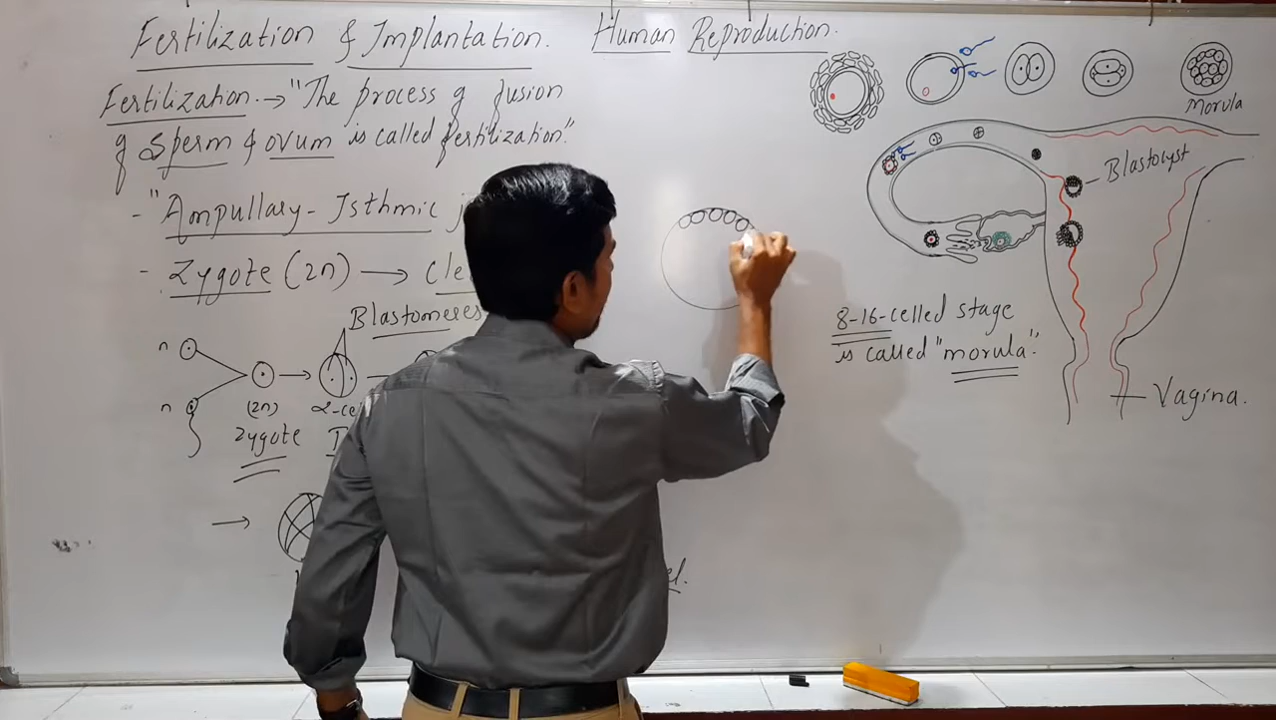 Fertilization & Implantation. Human Reproduction.
Fertilization. → "The process of fusion
of sperm & ovum is called fertilization"
- "Ampullary - Isthmic
- Zygote (2n) →
Blastomeres
n
n
(2n)
Zygote
Morula
Blastocyst
8-16-celled stage
is called "morula".
Vagina.